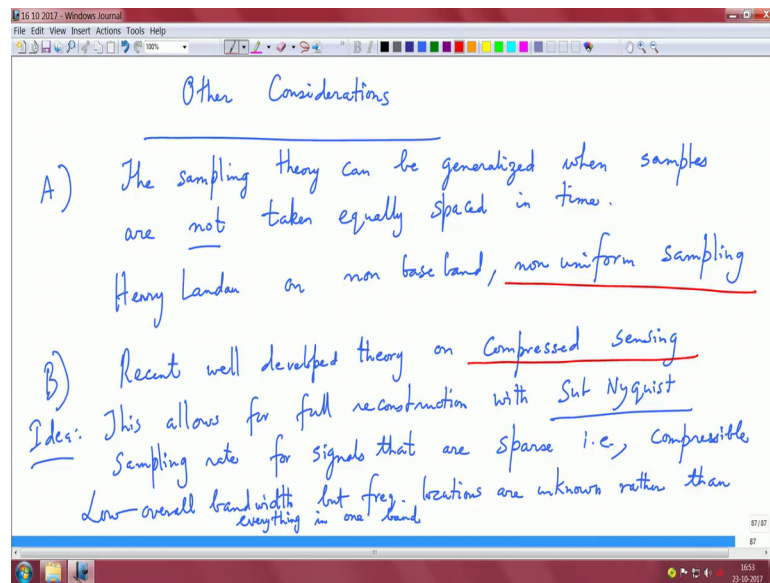 16 10 2017 - Windows Journal
File Edit View Insert Actions Tools Help
100%
Other Considerations
A) The sampling theory can be generalized when samples
are not taken equally spaced in time.
Henry Landau on non base band, non uniform sampling
B) Recent well developed theory on Compressed Sensing
Idea: This allows for full reconstruction with Sub Nyquist
Sampling rate for signals that are sparse i.e., compressible
Low-overall bandwidth but freq. locations are unknown rather than
everything in one band
87/87
87
16:53
23-10-2017